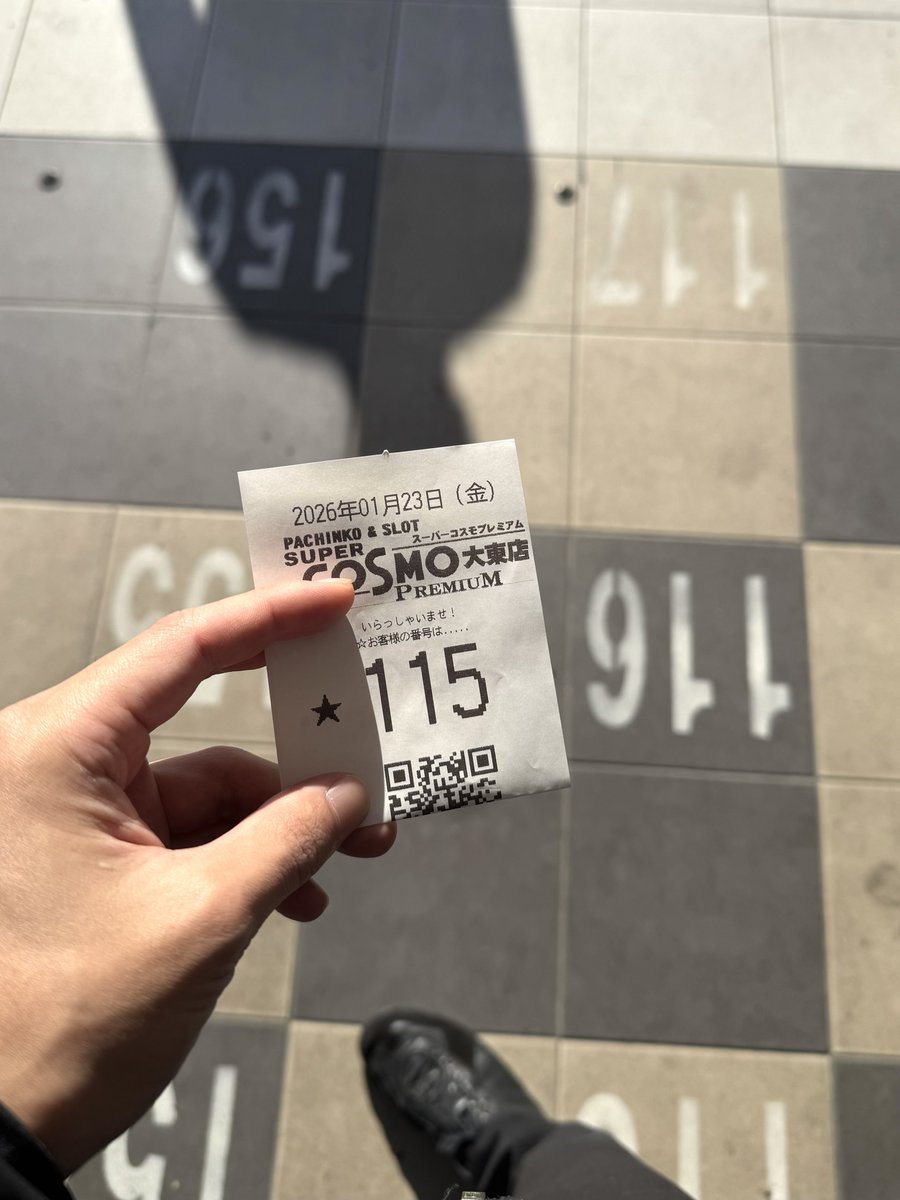 156
117
2026年01月23日（金）
PACHINKO & SLOT
スーパーコスモプレミアム
SUPER
COSMO 大東店
PREMIUM
いらっしゃいませ！
☆お客様の番号は.....
115
★
116